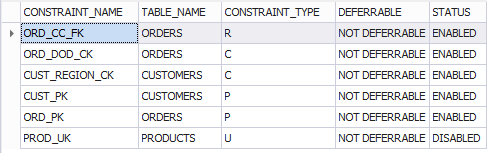 CONSTRAINT_NAME TABLE_NAME CONSTRAINT_TYPE DEFERRABLE STATUS
ORD_CC_FK ORDERS R NOT DEFERRABLE ENABLED
ORD_DOD_CK ORDERS C NOT DEFERRABLE ENABLED
CUST_REGION_CK CUSTOMERS C NOT DEFERRABLE ENABLED
CUST_PK CUSTOMERS P NOT DEFERRABLE ENABLED
ORD_PK ORDERS P NOT DEFERRABLE ENABLED
PROD_UK PRODUCTS U NOT DEFERRABLE DISABLED